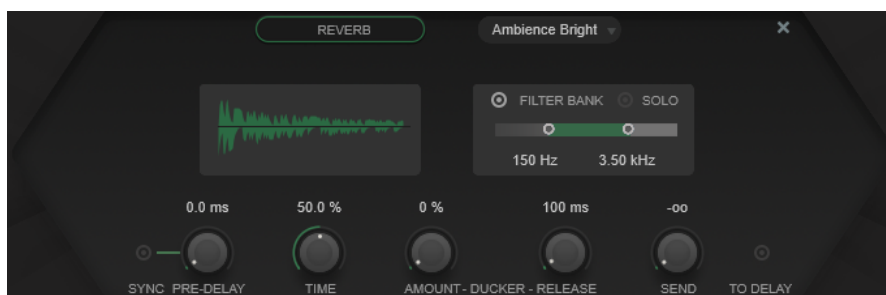 REVERB Ambience Bright
FILTER BANK SOLO
150 Hz 3.50 kHz
0.0 ms 50.0 % 0 % 100 ms -oo
SYNC PRE-DELAY TIME AMOUNT - DUCKER - RELEASE SEND TO DELAY